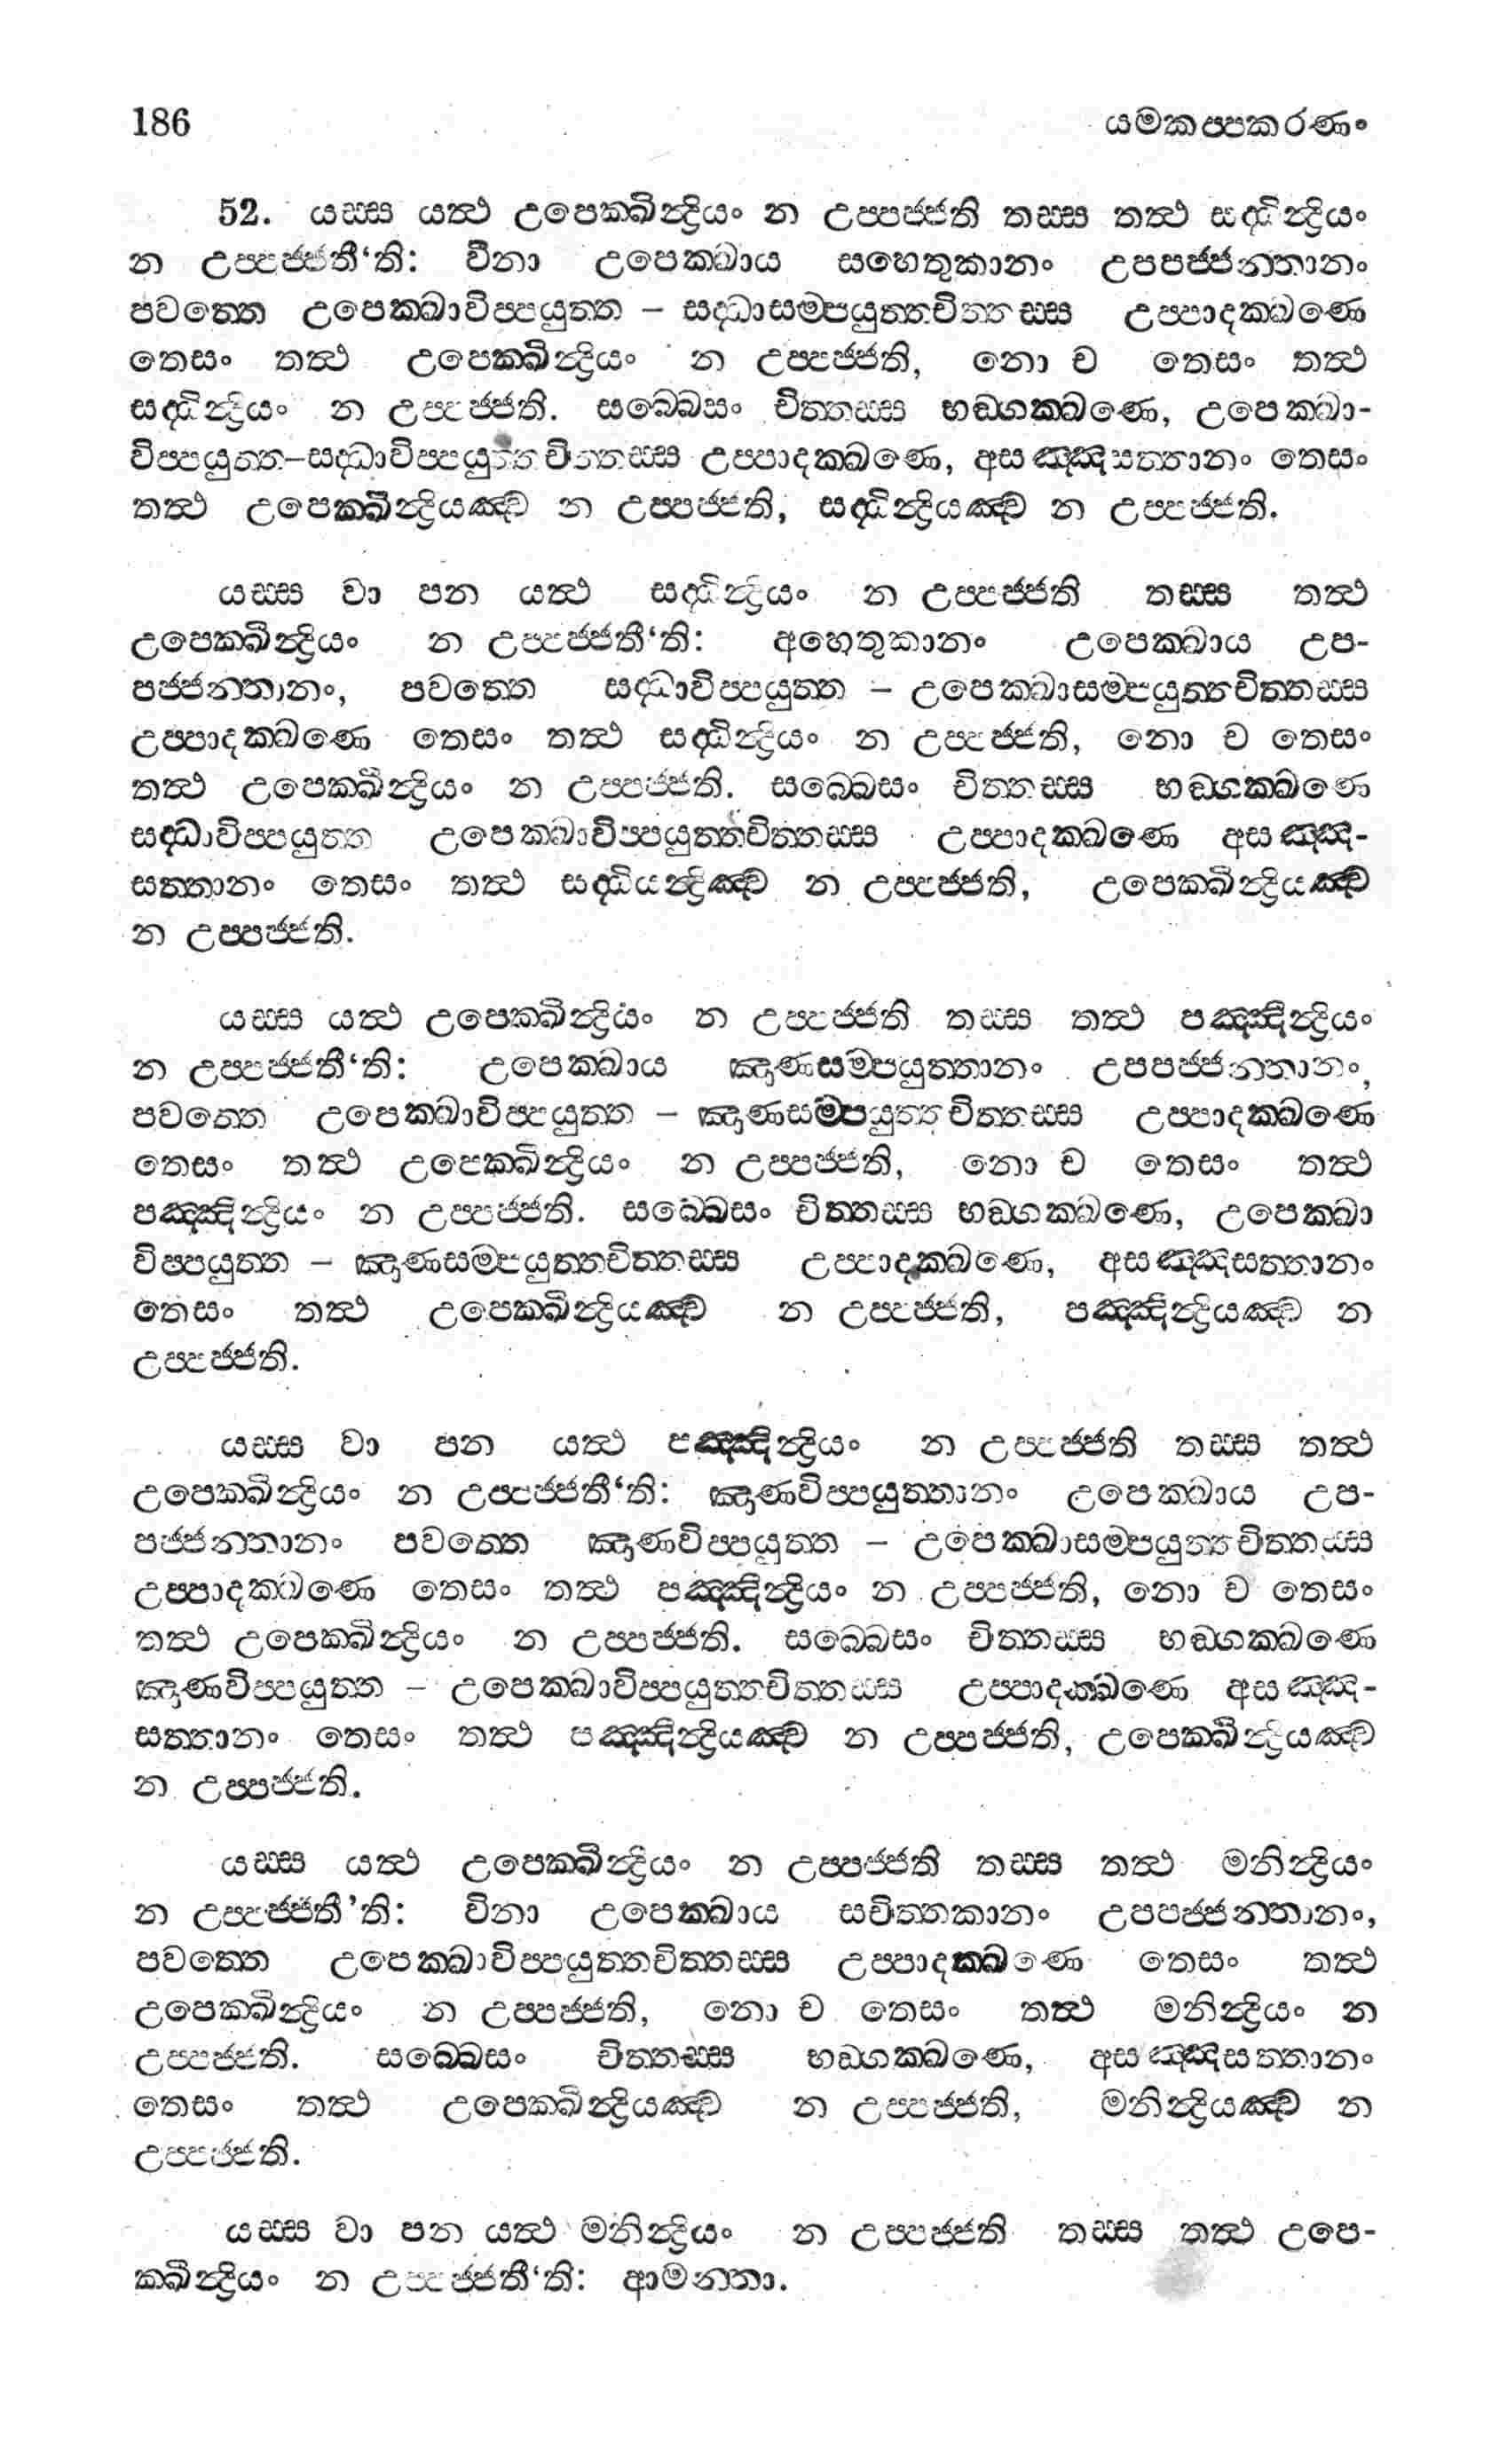 186 යමකප්පකරණං
52. යස්ස යත්ථ උපෙක්ඛින්ද්‍රියං න උප්පජ්ජති තස්ස තත්ථ සද්ධින්ද්‍රියං
න උප්පජ්ජතී‘ති: වීනා උපෙක්ඛාය සහෙතුකානං උපපජ්ජන්තානං
පවත්තෙ උපෙක්ඛාවිප්පයුත්ත – සද්ධාසම්පයුත්තචිත්තස්ස උප්පාදක්ඛණෙ
තෙසං තත්ථ උපෙක්ඛින්ද්‍රියං න උප්පජ්ජති, නො ච තෙසං තත්ථ
සද්ධින්ද්‍රියං න උප්පජ්ජති. සබ්බෙසං චිත්තස්ස භඞ්ගක්ඛණෙ, උපෙක්ඛා-
විප්පයුත්ත–සද්ධාවිප්පයුත්තචිත්තස්ස උප්පාදක්ඛණෙ, අසඤ්ඤසත්තානං තෙසං
තත්ථ උපෙක්ඛින්ද්‍රියඤ්ච න උප්පජ්ජති, සද්ධින්ද්‍රියඤ්ච න උප්පජ්ජති.
යස්ස වා පන යත්ථ සද්ධින්ද්‍රියං න උප්පජ්ජති තස්ස තත්ථ
උපෙක්ඛින්ද්‍රියං න උප්පජ්ජතී‘ති: අහෙතුකානං උපෙක්ඛාය උප-
පජ්ජන්තානං, පවත්තෙ සද්ධාවිප්පයුත්ත – උපෙක්ඛාසම්පයුත්තචිත්තස්ස
උප්පාදක්ඛණෙ තෙසං තත්ථ සද්ධින්ද්‍රියං න උප්පජ්ජති, නො ච තෙසං
තත්ථ උපෙක්ඛින්ද්‍රියං න උප්පජ්ජති. සබ්බෙසං චිත්තස්ස භඞ්ගක්ඛණෙ
සද්ධාවිප්පයුත්ත උපෙක්ඛාවිප්පයුත්තචිත්තස්ස උප්පාදක්ඛණෙ අසඤ්ඤ-
සත්තානං තෙසං තත්ථ සද්ධියන්ද්‍රිඤ්ච න උප්පජ්ජති, උපෙක්ඛින්ද්‍රියඤ්ච
න උප්පජ්ජති.
යස්ස යත්ථ උපෙක්ඛින්ද්‍රියං න උප්පජ්ජති තස්ස තත්ථ පඤ්ඤින්ද්‍රියං
න උප්පජ්ජතී‘ති: උපෙක්ඛාය ඤාණසම්පයුත්තානං උපපජ්ජන්තානං,
පවත්තෙ උපෙක්ඛාවිප්පයුත්ත – ඤාණසම්පයුත්තචිත්තස්ස උප්පාදක්ඛණෙ
තෙසං තත්ථ උපෙක්ඛින්ද්‍රියං න උප්පජ්ජති, නො ච තෙසං තත්ථ
පඤ්ඤින්ද්‍රියං න උප්පජ්ජති. සබ්බෙසං චිත්තස්ස භඞ්ගක්ඛණෙ, උපෙක්ඛා
විප්පයුත්ත – ඤාණසම්පයුත්තචිත්තස්ස උප්පාදක්ඛණෙ, අසඤ්ඤසත්තානං
තෙසං තත්ථ උපෙක්ඛින්ද්‍රියඤ්ච න උප්පජ්ජති, පඤ්ඤින්ද්‍රියඤ්ච න
උප්පජ්ජති.
යස්ස වා පන යත්ථ පඤ්ඤින්ද්‍රියං න උප්පජ්ජති තස්ස තත්ථ
උපෙක්ඛින්ද්‍රියං න උප්පජ්ජතී‘ති: ඤාණවිප්පයුත්තානං උපෙක්ඛාය උප-
පජ්ජන්තානං පවත්තෙ ඤාණවිප්පයුත්ත – උපෙක්ඛාසම්පයුත්තචිත්තස්ස
උප්පාදක්ඛණෙ තෙසං තත්ථ පඤ්ඤින්ද්‍රියං න උප්පජ්ජති, නො ච තෙසං
තත්ථ උපෙක්ඛින්ද්‍රියං න උප්පජ්ජති. සබ්බෙසං චිත්තස්ස භඞ්ගක්ඛණෙ
ඤාණවිප්පයුත්ත – උපෙක්ඛාවිප්පයුත්තචිත්තස්ස උප්පාදක්ඛණෙ අසඤ්ඤ-
සත්තානං තෙසං තත්ථ පඤ්ඤින්ද්‍රියඤ්ච න උප්පජ්ජති, උපෙක්ඛින්ද්‍රියඤ්ච
න උප්පජ්ජති.
යස්ස යත්ථ උපෙක්ඛින්ද්‍රියං න උප්පජ්ජති තස්ස තත්ථ මනින්ද්‍රියං
න උප්පජ්ජතී’ති: විනා උපෙක්ඛාය සචිත්තකානං උපපජ්ජන්තානං,
පවත්තෙ උපෙක්ඛාවිප්පයුත්තචිත්තස්ස උප්පාදක්ඛණෙ තෙසං තත්ථ
උපෙක්ඛින්ද්‍රියං න උප්පජ්ජති, නො ච තෙසං තත්ථ මනින්ද්‍රියං න
උප්පජ්ජති. සබ්බෙසං චිත්තස්ස භඞ්ගක්ඛණෙ, අසඤ්ඤසත්තානං
තෙසං තත්ථ උපෙක්ඛින්ද්‍රියඤ්ච න උප්පජ්ජති, මනින්ද්‍රියඤ්ච න
උප්පජ්ජති.
යස්ස වා පන යත්ථ මනින්ද්‍රියං න උප්පජ්ජති තස්ස තත්ථ උපෙ-
ක්ඛින්ද්‍රියං න උප්පජ්ජතී‘ති: ආමන්තා.